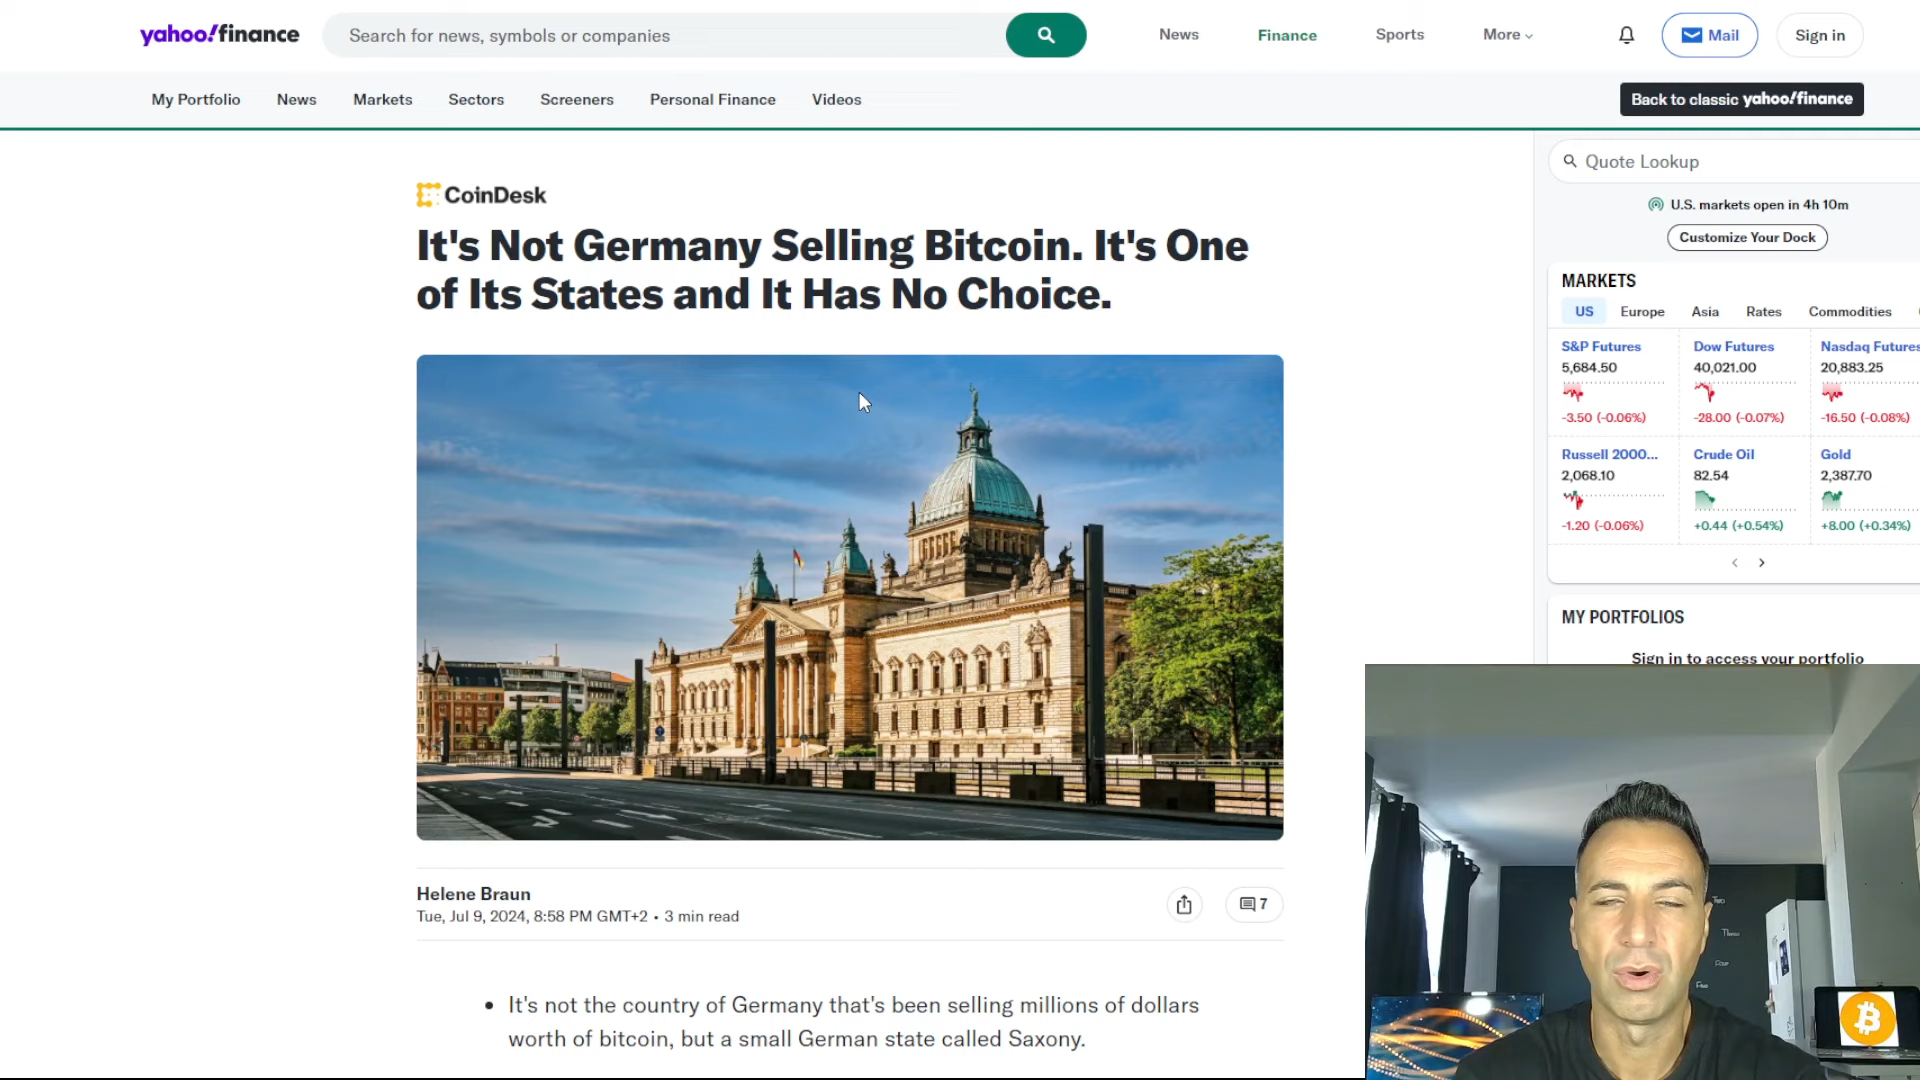 yahoo!finance
Search for news, symbols or companies
News
Finance
Sports
More
Mail
Sign in
My Portfolio
News
Markets
Sectors
Screeners
Personal Finance
Videos
Back to classic yahoo!finance
CoinDesk
It's Not Germany Selling Bitcoin. It's One
of Its States and It Has No Choice.
Helene Braun
Tue, Jul 9, 2024, 8:58 PM GMT+2 • 3 min read
7
• It's not the country of Germany that's been selling millions of dollars
worth of bitcoin, but a small German state called Saxony.
Quote Lookup
U.S. markets open in 4h 10m
Customize Your Dock
MARKETS
US
Europe
Asia
Rates
Commodities
S&P Futures
5,684.50
-3.50 (-0.06%)
Dow Futures
40,021.00
-28.00 (-0.07%)
Nasdaq Futures
20,883.25
-16.50 (-0.08%)
Russell 2000...
2,068.10
-1.20 (-0.06%)
Crude Oil
82.54
+0.44 (+0.54%)
Gold
2,387.70
+8.00 (+0.34%)
MY PORTFOLIOS
Sign in to access your portfolio
Two
Three
Four
Five